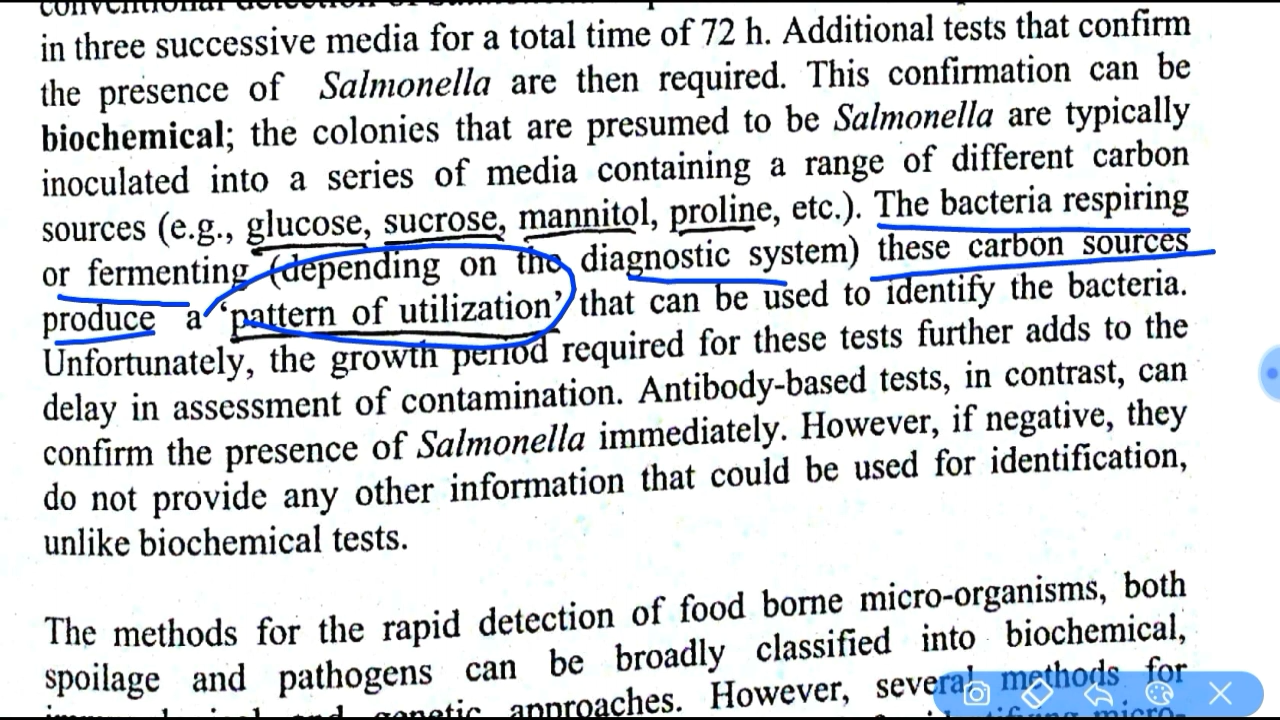 conventional detection of Salmonella
in three successive media for a total time of 72 h. Additional tests that confirm
the presence of Salmonella are then required. This confirmation can be
biochemical; the colonies that are presumed to be Salmonella are typically
inoculated into a series of media containing a range of different carbon
sources (e.g., glucose, sucrose, mannitol, proline, etc.). The bacteria respiring
or fermenting (depending on the diagnostic system) these carbon sources
produce a ‘pattern of utilization’ that can be used to identify the bacteria.
Unfortunately, the growth period required for these tests further adds to the
delay in assessment of contamination. Antibody-based tests, in contrast, can
confirm the presence of Salmonella immediately. However, if negative, they
do not provide any other information that could be used for identification,
unlike biochemical tests.
The methods for the rapid detection of food borne micro-organisms, both
spoilage and pathogens can be broadly classified into biochemical,
and genetic approaches. However, several methods for